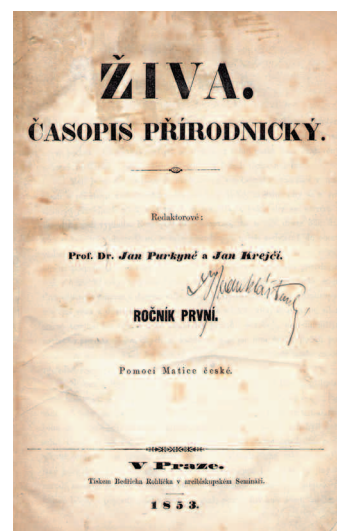 ŽIVA.
ČASOPIS PŘÍRODNICKÝ.
Redaktorové:
Prof. Dr. Jan Purkyně a Jan Krejčí.
ROČNÍK PRVNÍ.
Pomocí Matice české.
V Praze.
Tiskem Bedřicha Rohlíčka v arcibiskupském Semináři.
1853.